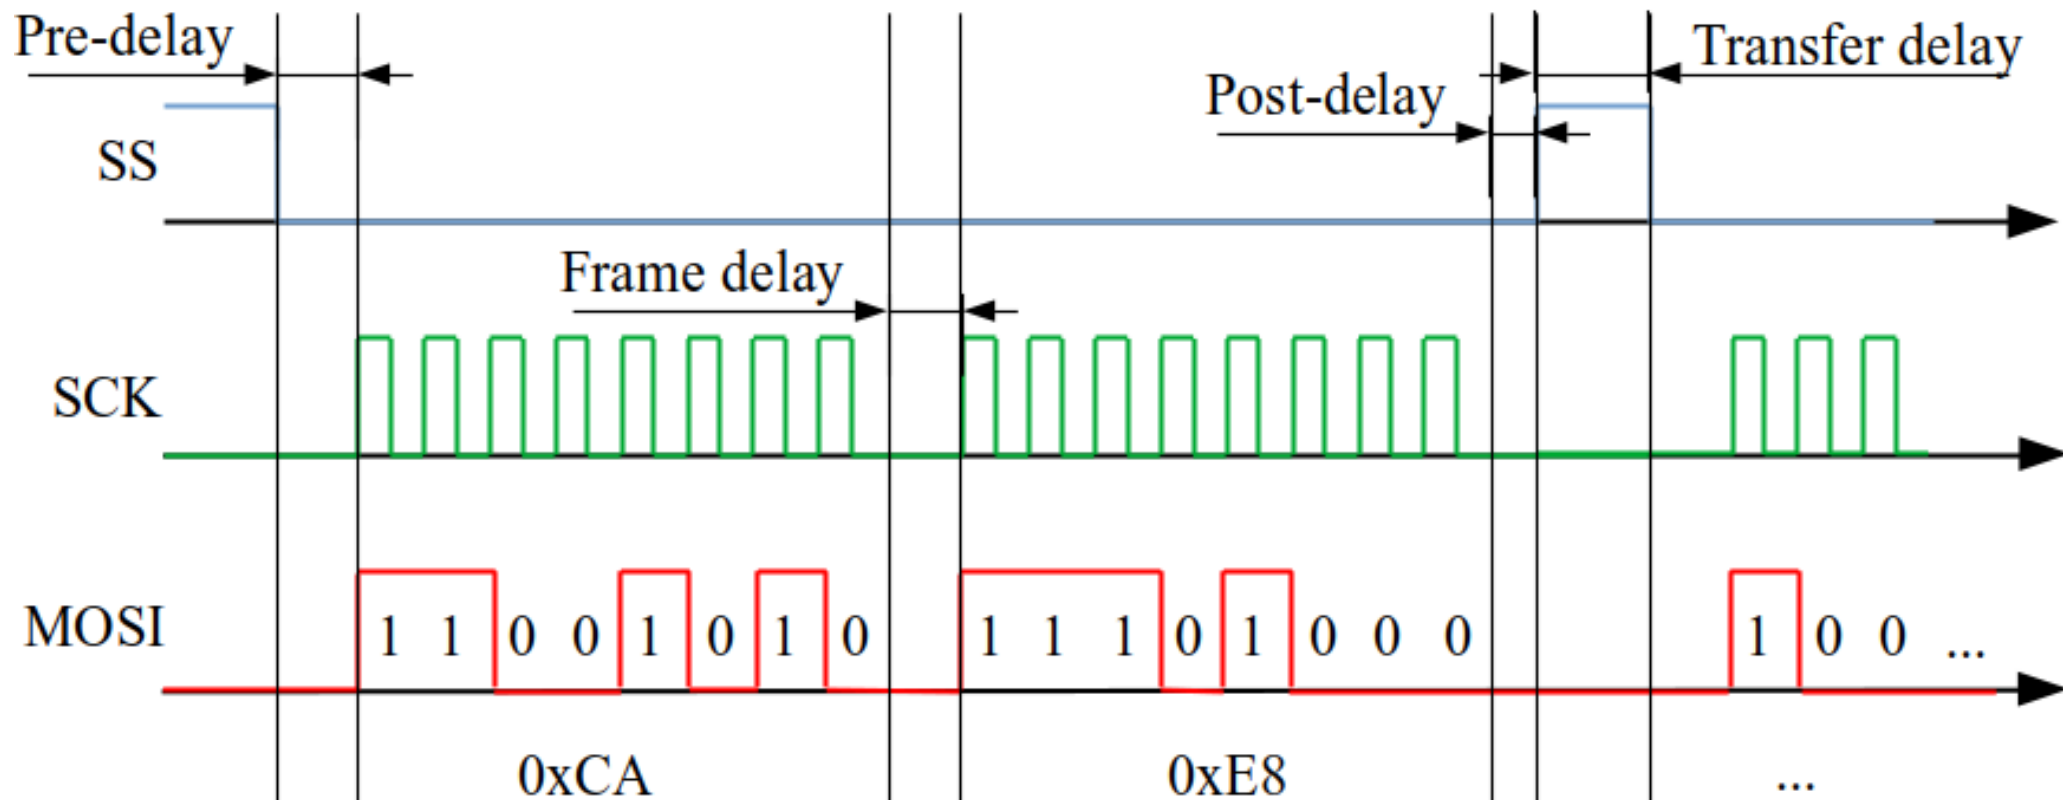 Pre-delay
Transfer delay
Post-delay
SS
Frame delay
SCK
MOSI
1 1 0 0 1 0 1 0 1 1 1 0 1 0 0 0 1 0 0 ...
0xCA 0xE8 ...